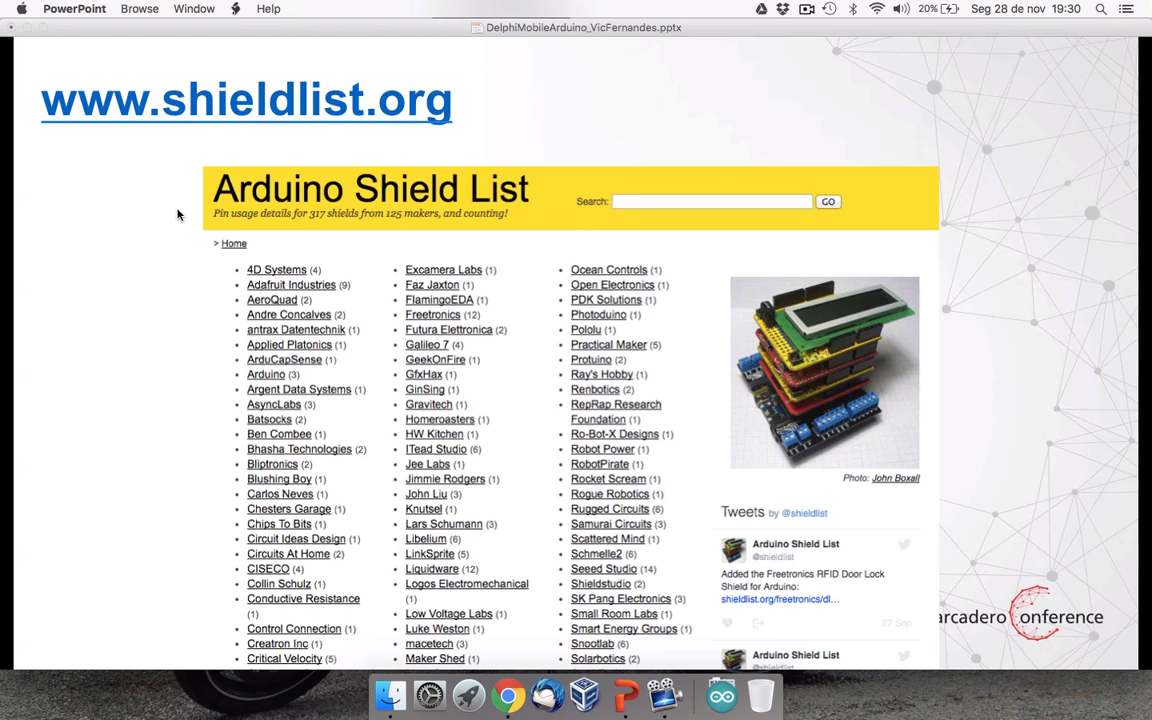 PowerPoint Browse Window Help 20% Seg 28 de nov 19:30
DelphiMobileArduino_VicFernandes.pptx
www.shieldlist.org
Arduino Shield List
Pin usage details for 317 shields from 125 makers, and counting!
Search: GO
> Home
4D Systems (4)
Adafruit Industries (9)
AeroQuad (2)
Andre Concalves (2)
antrax Datentechnik (1)
Applied Platonics (1)
ArduCapSense (1)
Arduino (3)
Argent Data Systems (1)
AsyncLabs (3)
Batsocks (2)
Ben Combee (1)
Bhasha Technologies (2)
Bliptronics (2)
Blushing Boy (1)
Carlos Neves (1)
Chesters Garage (1)
Chips To Bits (1)
Circuit Ideas Design (1)
Circuits At Home (2)
CISECO (4)
Collin Schulz (1)
Conductive Resistance
(1)
Control Connection (1)
Creatron Inc (1)
Critical Velocity (5)
Excamera Labs (1)
Faz Jaxton (1)
FlamingoEDA (1)
Freetronics (12)
Futura Elettronica (2)
Galileo 7 (4)
GeekOnFire (1)
GfxHax (1)
GinSing (1)
Gravitech (1)
Homeroasters (1)
HW Kitchen (1)
ITead Studio (6)
Jee Labs (1)
Jimmie Rodgers (1)
John Liu (3)
Knutsel (1)
Lars Schumann (3)
Libelium (6)
LinkSprite (5)
Liquidware (12)
Logos Electromechanical
(1)
Low Voltage Labs (1)
Luke Weston (1)
macetech (3)
Maker Shed (1)
Ocean Controls (1)
Open Electronics (1)
PDK Solutions (1)
Photoduino (1)
Pololu (1)
Practical Maker (5)
Protuino (2)
Ray's Hobby (1)
Renbotics (2)
RepRap Research
Foundation (1)
Ro-Bot-X Designs (1)
Robot Power (1)
RobotPirate (1)
Rocket Scream (1)
Rogue Robotics (1)
Rugged Circuits (6)
Samurai Circuits (3)
Scattered Mind (1)
Schmelle2 (6)
Seeed Studio (14)
Shieldstudio (2)
SK Pang Electronics (3)
Small Room Labs (1)
Smart Energy Groups (1)
Snootlab (6)
Solarbotics (2)
Photo: John Boxall
Tweets by @shieldlist
Arduino Shield List
@shieldlist
Added the Freetronics RFID Door Lock
Shield for Arduino:
shieldlist.org/freetronics/dl…
27 Sep
Arduino Shield List
@shieldlist
arcadero Conference